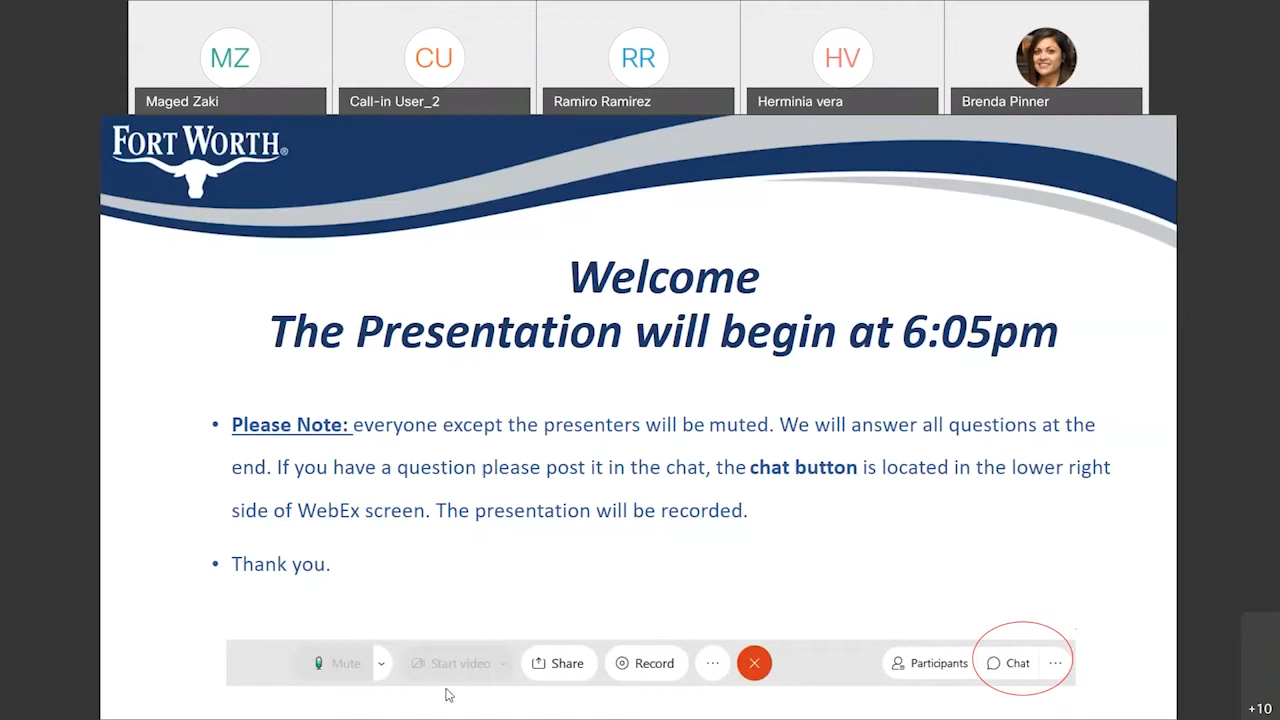 MZ CU RR HV
Maged Zaki Call-in User_2 Ramiro Ramirez Herminia vera Brenda Pinner
FORT WORTH®
Welcome
The Presentation will begin at 6:05pm
• Please Note: everyone except the presenters will be muted. We will answer all questions at the
end. If you have a question please post it in the chat, the chat button is located in the lower right
side of WebEx screen. The presentation will be recorded.
• Thank you.
Mute Start video Share Record ... Participants Chat ...
+10